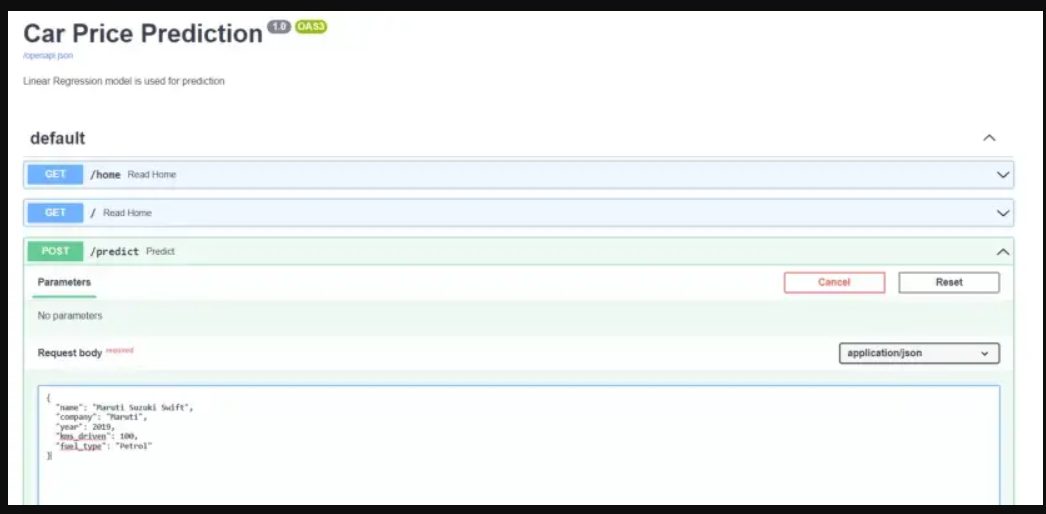 Car Price Prediction 1.0 OAS3
/openapi.json
Linear Regression model is used for prediction
default
GET /home Read Home
GET / Read Home
POST /predict Predict
Parameters
Cancel
Reset
No parameters
Request body required
application/json
{
"name": "Maruti Suzuki Swift",
"company": "Maruti",
"year": 2019,
"kms_driven": 100,
"fuel_type": "Petrol"
}